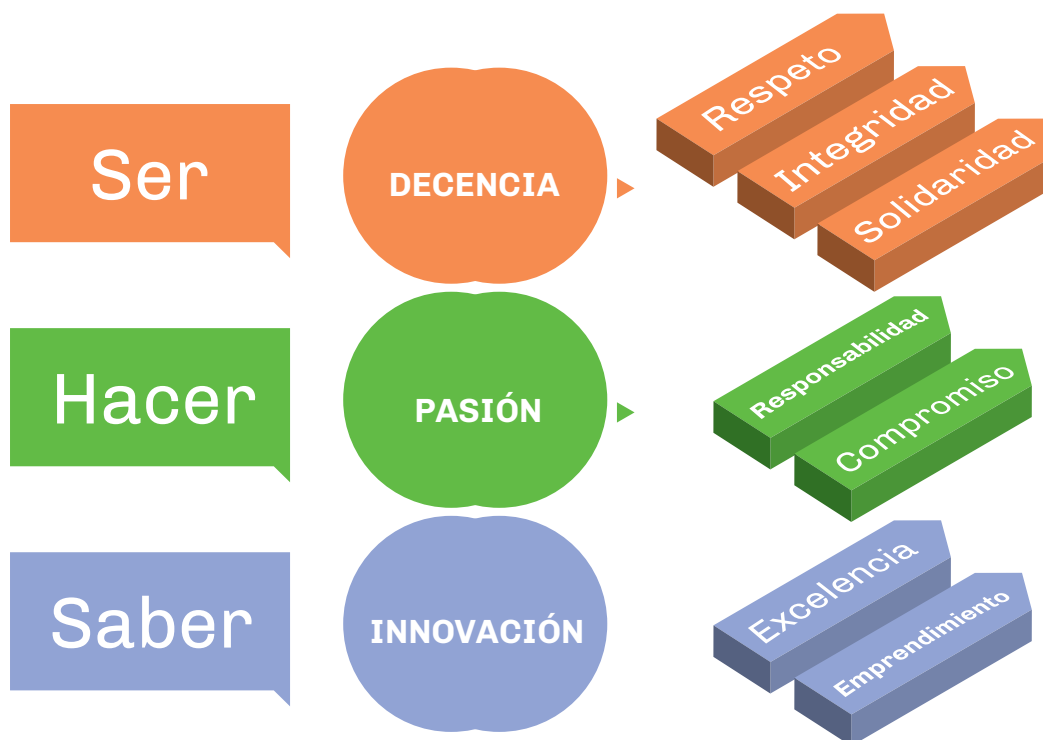 Ser
DECENCIA
Respeto
Integridad
Solidaridad
Hacer
PASIÓN
Responsabilidad
Compromiso
Saber
INNOVACIÓN
Excelencia
Emprendimiento